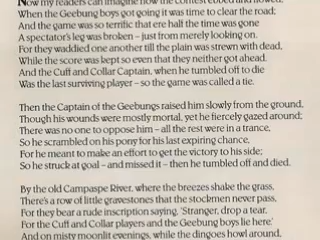 Now my readers can imagine how the contest ebbed and flowed,
When the Geebung boys got going it was time to clear the road;
And the game was so terrific that ere half the time was gone
A spectator's leg was broken – just from merely looking on.
For they waddied one another till the plain was strewn with dead,
While the score was kept so even that they neither got ahead.
And the Cuff and Collar Captain, when he tumbled off to die
Was the last surviving player – so the game was called a tie.
Then the Captain of the Geebungs raised him slowly from the ground,
Though his wounds were mostly mortal, yet he fiercely gazed around;
There was no one to oppose him – all the rest were in a trance,
So he scrambled on his pony for his last expiring chance,
For he meant to make an effort to get the victory to his side;
So he struck at goal – and missed it – then he tumbled off and died.
By the old Campaspe River, where the breezes shake the grass,
There's a row of little gravestones that the stockmen never pass,
For they bear a rude inscription saying, 'Stranger, drop a tear,
For the Cuff and Collar players and the Geebung boys lie here.'
And on misty moonlit evenings, while the dingoes howl around,